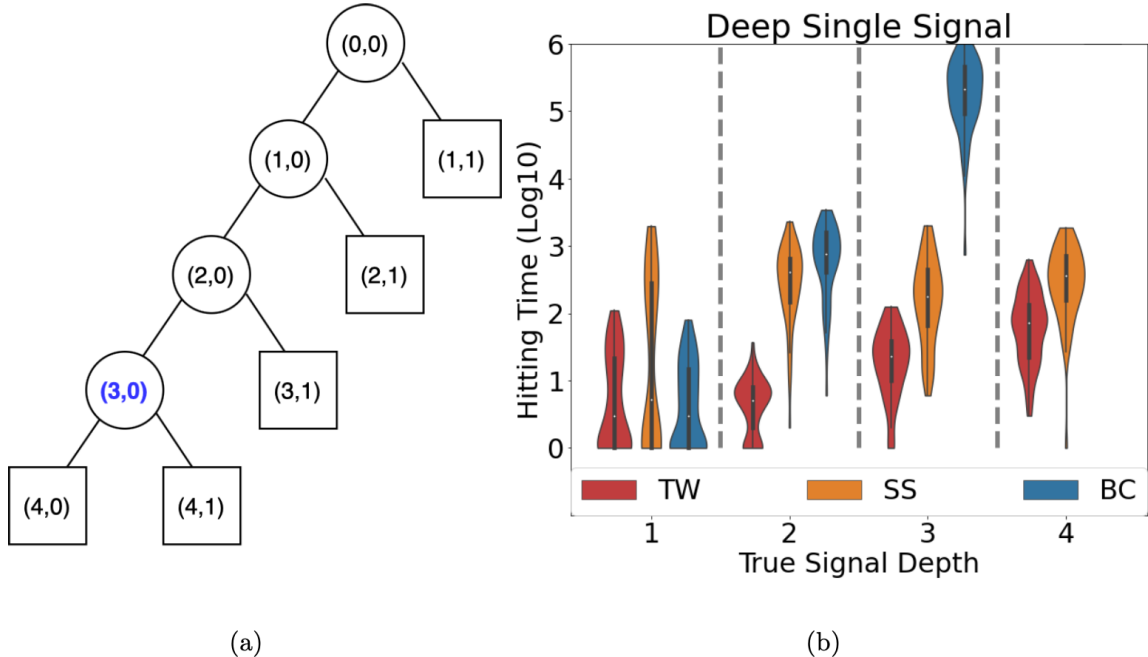 (0,0)
(1,0)
(1,1)
(2,0)
(2,1)
(3,0)
(3,1)
(4,0)
(4,1)
(a)
Deep Single Signal
Hitting Time (Log10)
6
5
4
3
2
1
0
TW SS BC
1 2 3 4
True Signal Depth
(b)